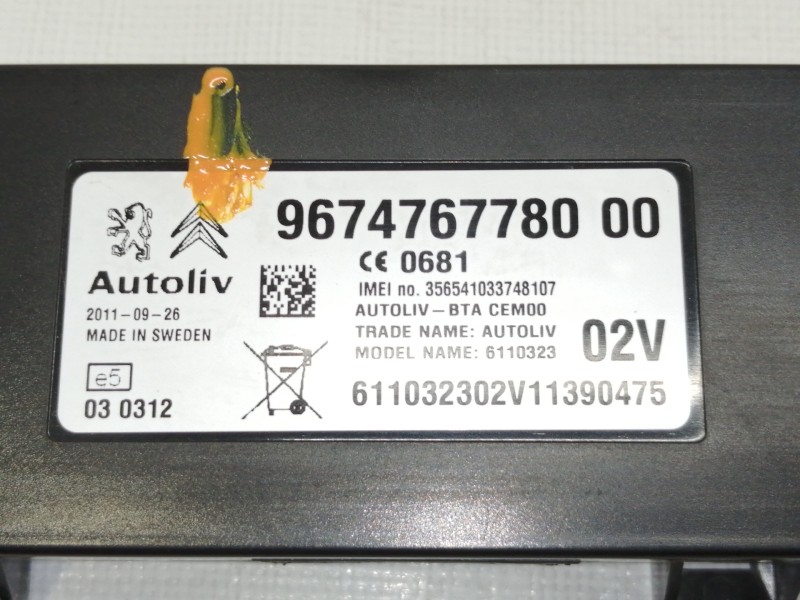 9674767780 00
CE 0681
Autoliv
IMEI no. 356541033748107
2011-09-26
AUTOLIV-BTA CEM00
MADE IN SWEDEN
TRADE NAME: AUTOLIV
MODEL NAME: 6110323
02V
e5
03 0312
611032302V11390475